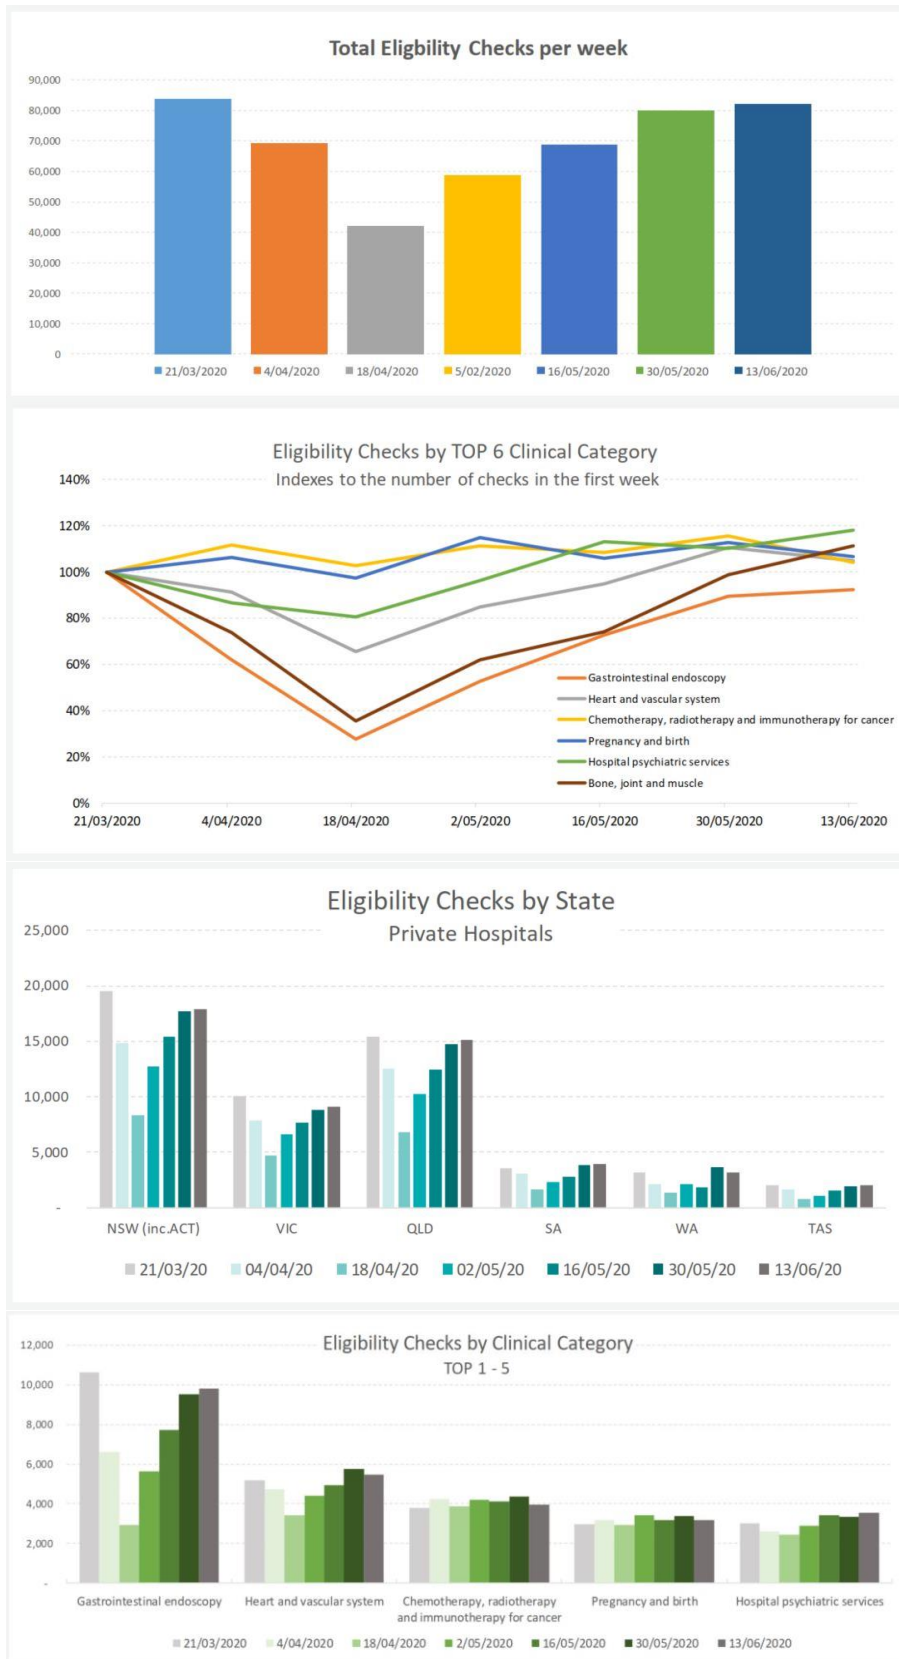 Total Eligbility Checks per week
90,000
80,000
70,000
60,000
50,000
40,000
30,000
20,000
10,000
0
21/03/2020 4/04/2020 18/04/2020 5/02/2020 16/05/2020 30/05/2020 13/06/2020
Eligibility Checks by TOP 6 Clinical Category
Indexes to the number of checks in the first week
140%
120%
100%
80%
60%
40%
20%
0%
Gastrointestinal endoscopy
Heart and vascular system
Chemotherapy, radiotherapy and immunotherapy for cancer
Pregnancy and birth
Hospital psychiatric services
Bone, joint and muscle
21/03/2020 4/04/2020 18/04/2020 2/05/2020 16/05/2020 30/05/2020 13/06/2020
Eligibility Checks by State
Private Hospitals
25,000
20,000
15,000
10,000
5,000
-
NSW (inc.ACT) VIC QLD SA WA TAS
21/03/20 04/04/20 18/04/20 02/05/20 16/05/20 30/05/20 13/06/20
Eligibility Checks by Clinical Category
TOP 1 - 5
12,000
10,000
8,000
6,000
4,000
2,000
-
Gastrointestinal endoscopy Heart and vascular system Chemotherapy, radiotherapy Pregnancy and birth Hospital psychiatric services
and immunotherapy for cancer
21/03/2020 4/04/2020 18/04/2020 2/05/2020 16/05/2020 30/05/2020 13/06/2020